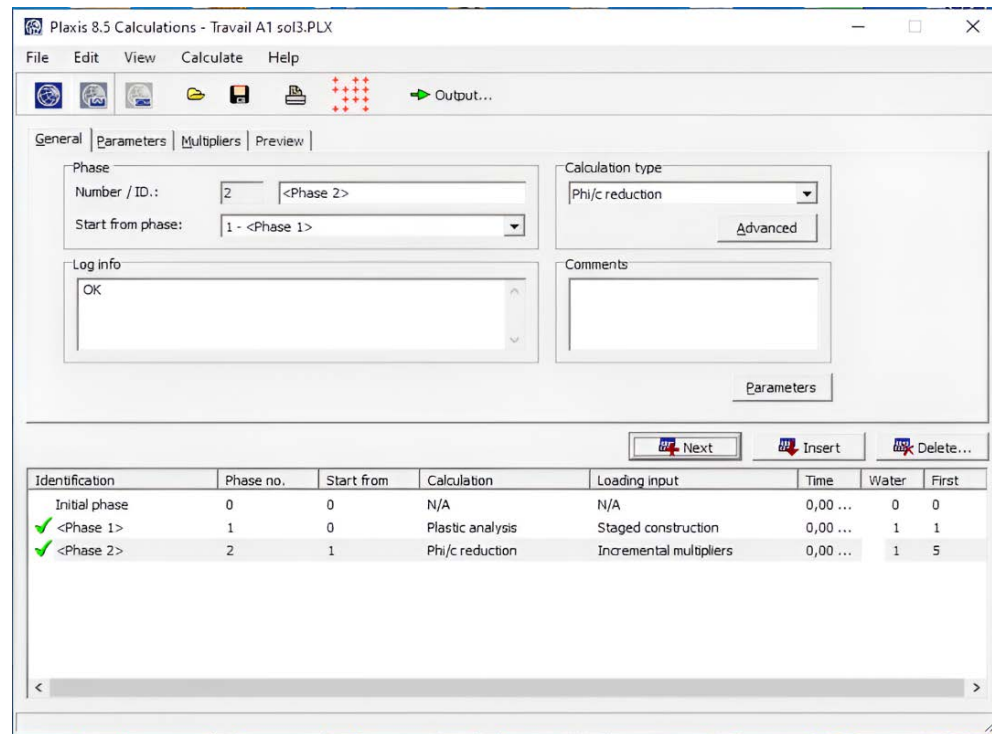 Plaxis 8.5 Calculations - Travail A1 sol3.PLX
File Edit View Calculate Help
Output...
General Parameters Multipliers Preview
Phase
Number / ID.: 2 <Phase 2>
Start from phase: 1 - <Phase 1>
Calculation type
Phi/c reduction
Advanced
Log info
OK
Comments
Parameters
Next Insert Delete...
Identification Phase no. Start from Calculation Loading input Time Water First
Initial phase 0 0 N/A N/A 0,00 ... 0 0
<Phase 1> 1 0 Plastic analysis Staged construction 0,00 ... 1 1
<Phase 2> 2 1 Phi/c reduction Incremental multipliers 0,00 ... 1 5